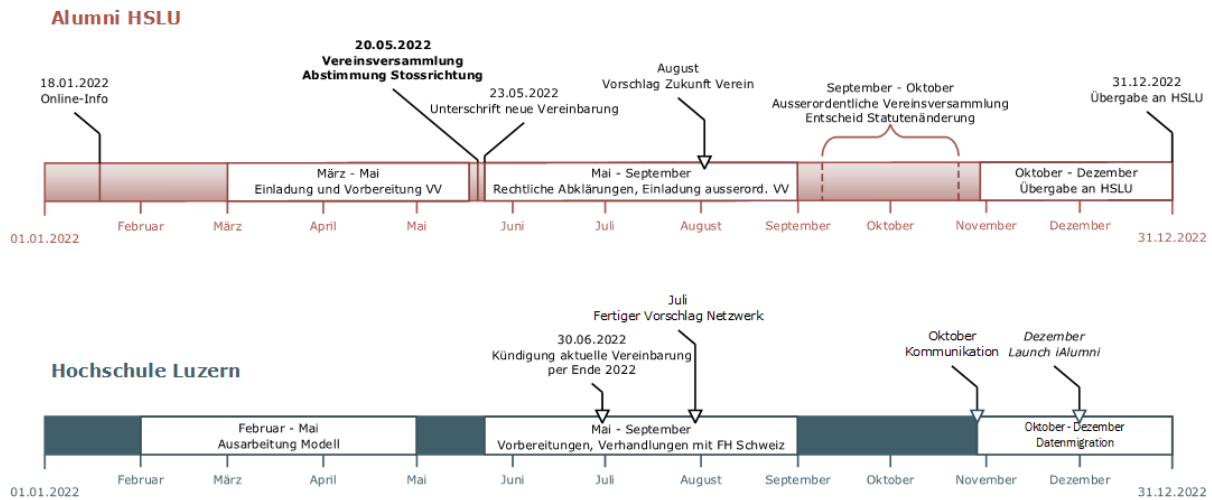 Alumni HSLU
18.01.2022
Online-Info
20.05.2022
Vereinsversammlung
Abstimmung Stossrichtung
23.05.2022
Unterschrift neue Vereinbarung
August
Vorschlag Zukunft Verein
September - Oktober
Ausserordentliche Vereinsversammlung
Entscheid Statutenänderung
31.12.2022
Übergabe an HSLU
März - Mai
Einladung und Vorbereitung VV
Mai - September
Rechtliche Abklärungen, Einladung ausserord. VV
Oktober - Dezember
Übergabe an HSLU
01.01.2022
Februar
März
April
Mai
Juni
Juli
August
September
Oktober
November
Dezember
31.12.2022
Hochschule Luzern
30.06.2022
Kündigung aktuelle Vereinbarung
per Ende 2022
Juli
Fertiger Vorschlag Netzwerk
Oktober
Kommunikation
Dezember
Launch iAlumni
Februar - Mai
Ausarbeitung Modell
Mai - September
Vorbereitungen, Verhandlungen mit FH Schweiz
Oktober - Dezember
Datenmigration
01.01.2022
Februar
März
April
Mai
Juni
Juli
August
September
Oktober
November
Dezember
31.12.2022